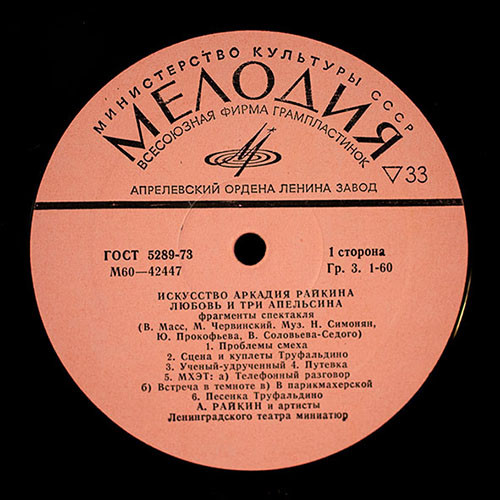 МИНИСТЕРСТВО КУЛЬТУРЫ СССР
МЕЛОДИЯ
ВСЕСОЮЗНАЯ ФИРМА ГРАМПЛАСТИНОК
▽33
АПРЕЛЕВСКИЙ ОРДЕНА ЛЕНИНА ЗАВОД
ГОСТ 5289-73
М60—42447
1 сторона
Гр. 3. 1-60
ИСКУССТВО АРКАДИЯ РАЙКИНА
ЛЮБОВЬ И ТРИ АПЕЛЬСИНА
фрагменты спектакля
(В. Масс, М. Червинский. Муз. Н. Симонян,
Ю. Прокофьева, В. Соловьева-Седого)
1. Проблемы смеха
2. Сцена и куплеты Труфальдино
3. Ученый-удрученный 4. Путевка
5. МХЭТ: а) Телефонный разговор
б) Встреча в темноте в) В парикмахерской
6. Песенка Труфальдино
А. РАЙКИН и артисты
Ленинградского театра миниатюр